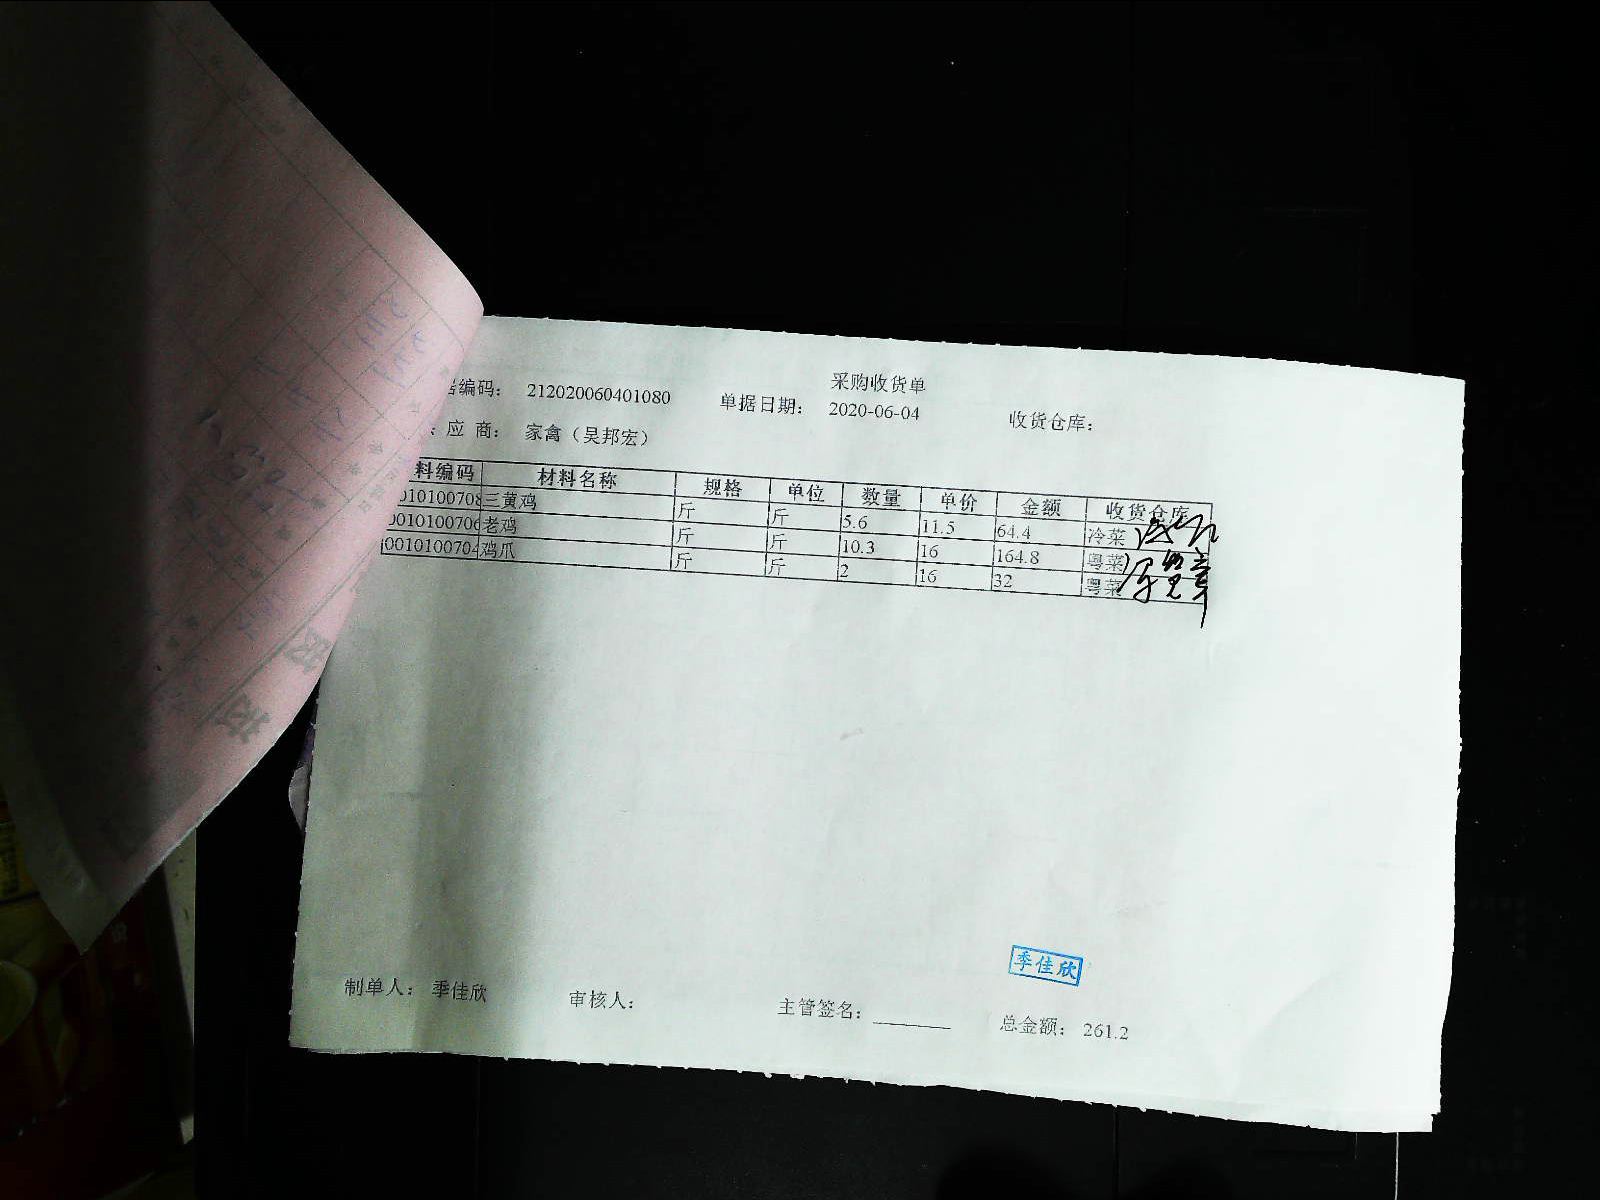 采购收货单
编码： 212020060401080 单据日期： 2020-06-04 收货仓库：
应 商： 家禽（吴邦宏）
料编码 材料名称 规格 单位 数量 单价 金额 收货仓库
0010100708 三黄鸡 斤 斤 5.6 11.5 64.4 冷菜
0010100706 老鸡 斤 斤 10.3 16 164.8 粤菜
0010100704 鸡爪 斤 斤 2 16 32 粤菜
季佳欣
制单人： 季佳欣 审核人： 主管签名： 总金额： 261.2